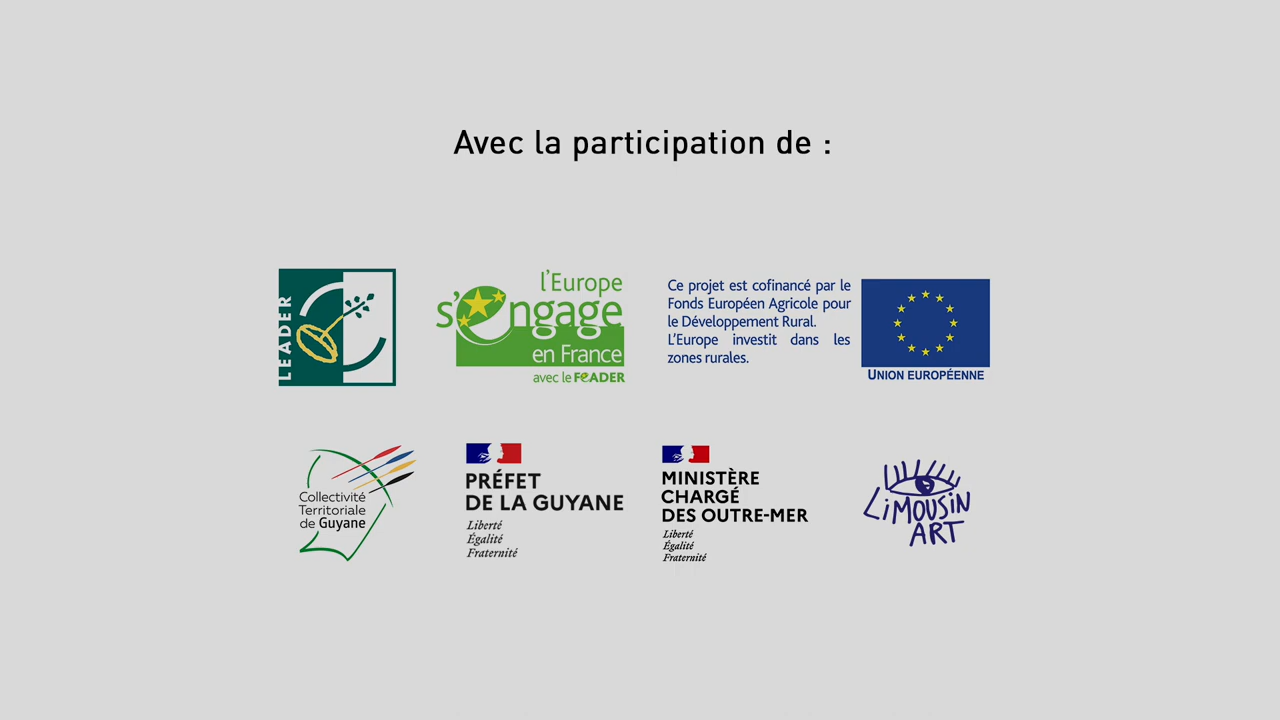 Avec la participation de :
LEADER
l'Europe
s'engage
en France
avec le FEADER
Ce projet est cofinancé par le
Fonds Européen Agricole pour
le Développement Rural.
L'Europe investit dans les
zones rurales.
UNION EUROPÉENNE
Collectivité
Territoriale
de Guyane
PRÉFET
DE LA GUYANE
Liberté
Égalité
Fraternité
MINISTÈRE
CHARGÉ
DES OUTRE-MER
Liberté
Égalité
Fraternité
LiMOUSiN
ART